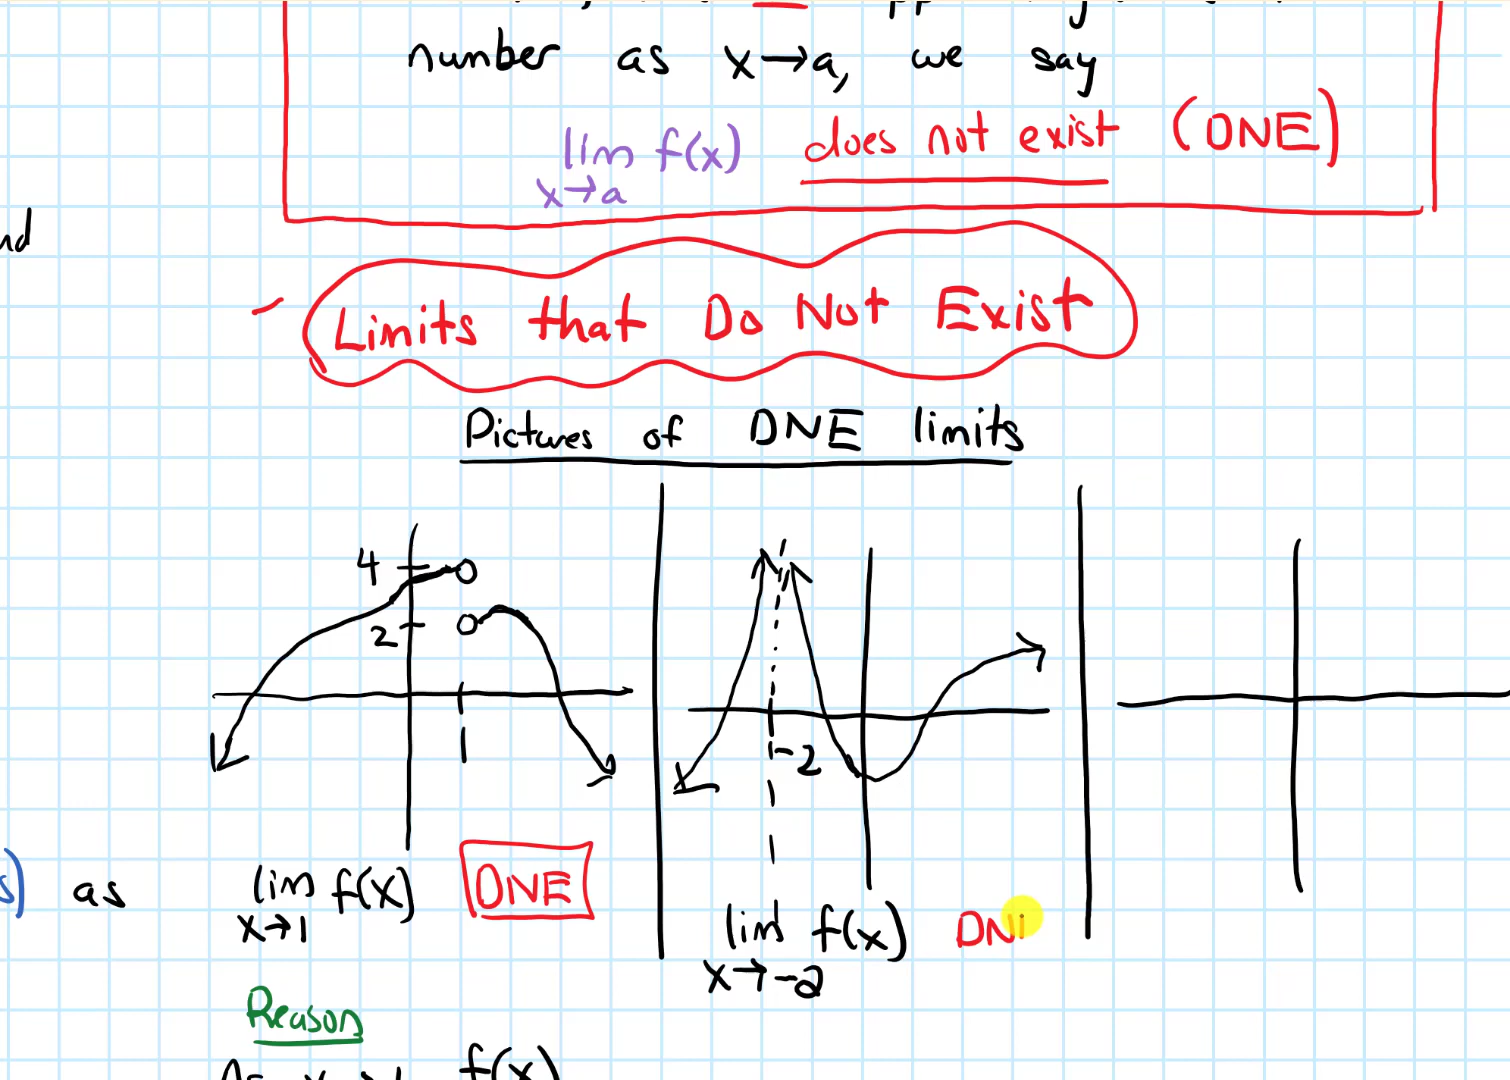 number as x→a, we say
lim f(x) does not exist (DNE)
x→a
nd
Limits that Do Not Exist
Pictures of DNE limits
4
2
1
-2
s) as
lim f(x) DNE
x→1
lim f(x) DN
x→-2
Reason
f(x)